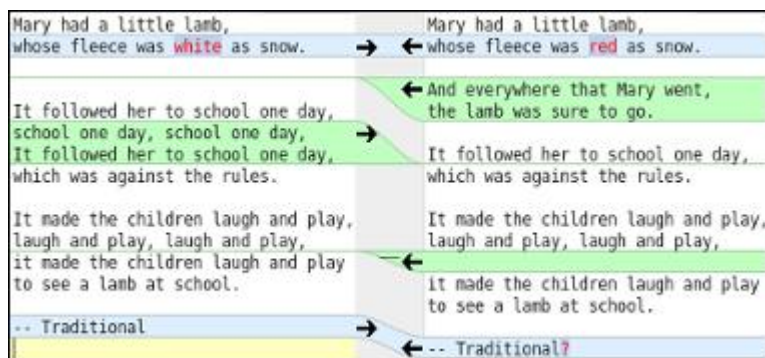 Mary had a little lamb,
whose fleece was white as snow.
It followed her to school one day,
school one day, school one day,
It followed her to school one day,
which was against the rules.
It made the children laugh and play,
laugh and play, laugh and play,
it made the children laugh and play
to see a lamb at school.
-- Traditional
Mary had a little lamb,
whose fleece was red as snow.
And everywhere that Mary went,
the lamb was sure to go.
It followed her to school one day,
which was against the rules.
It made the children laugh and play,
laugh and play, laugh and play,
it made the children laugh and play
to see a lamb at school.
-- Traditional?